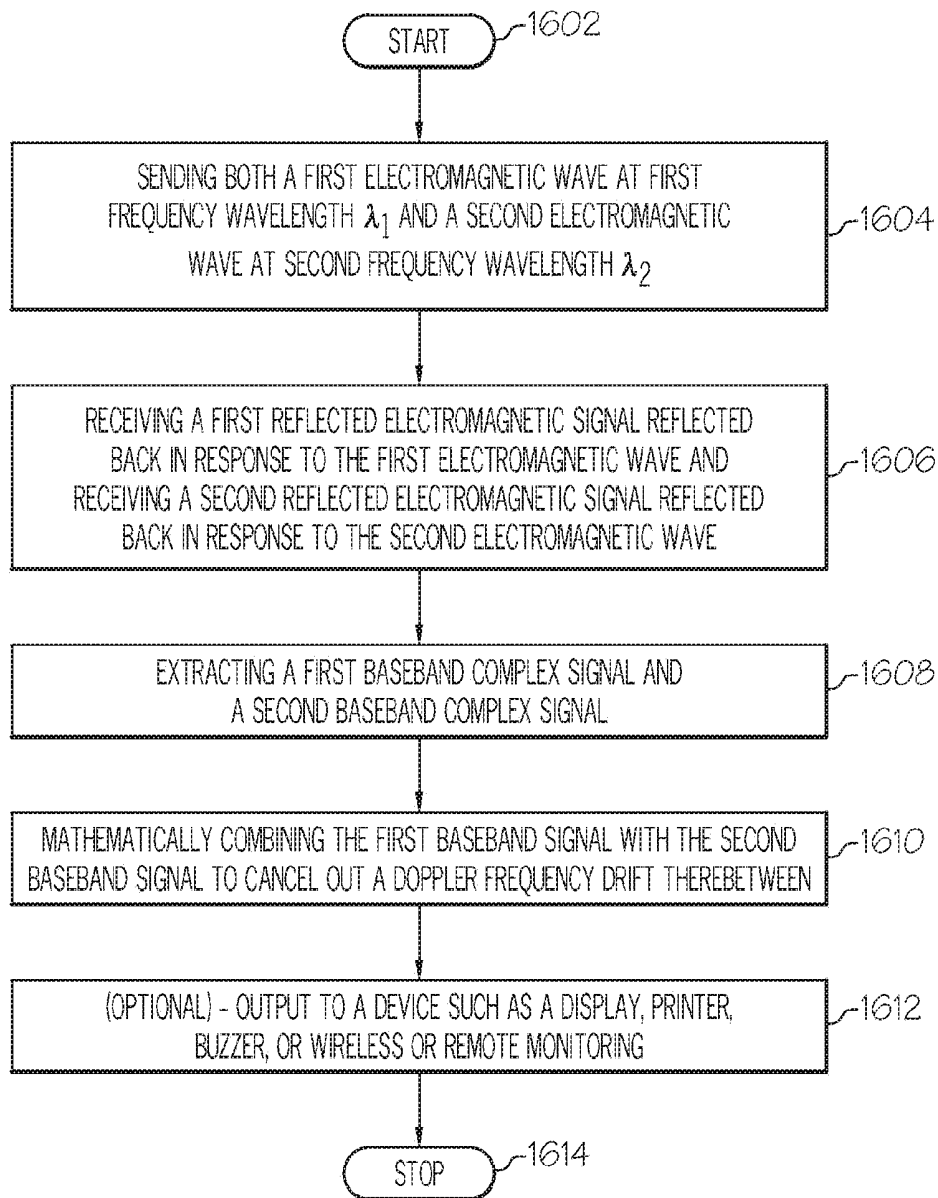 START
1602
SENDING BOTH A FIRST ELECTROMAGNETIC WAVE AT FIRST
FREQUENCY WAVELENGTH λ1 AND A SECOND ELECTROMAGNETIC
WAVE AT SECOND FREQUENCY WAVELENGTH λ2
1604
RECEIVING A FIRST REFLECTED ELECTROMAGNETIC SIGNAL REFLECTED
BACK IN RESPONSE TO THE FIRST ELECTROMAGNETIC WAVE AND
RECEIVING A SECOND REFLECTED ELECTROMAGNETIC SIGNAL REFLECTED
BACK IN RESPONSE TO THE SECOND ELECTROMAGNETIC WAVE
1606
EXTRACTING A FIRST BASEBAND COMPLEX SIGNAL AND
A SECOND BASEBAND COMPLEX SIGNAL
1608
MATHEMATICALLY COMBINING THE FIRST BASEBAND SIGNAL WITH THE SECOND
BASEBAND SIGNAL TO CANCEL OUT A DOPPLER FREQUENCY DRIFT THEREBETWEEN
1610
(OPTIONAL) - OUTPUT TO A DEVICE SUCH AS A DISPLAY, PRINTER,
BUZZER, OR WIRELESS OR REMOTE MONITORING
1612
STOP
1614